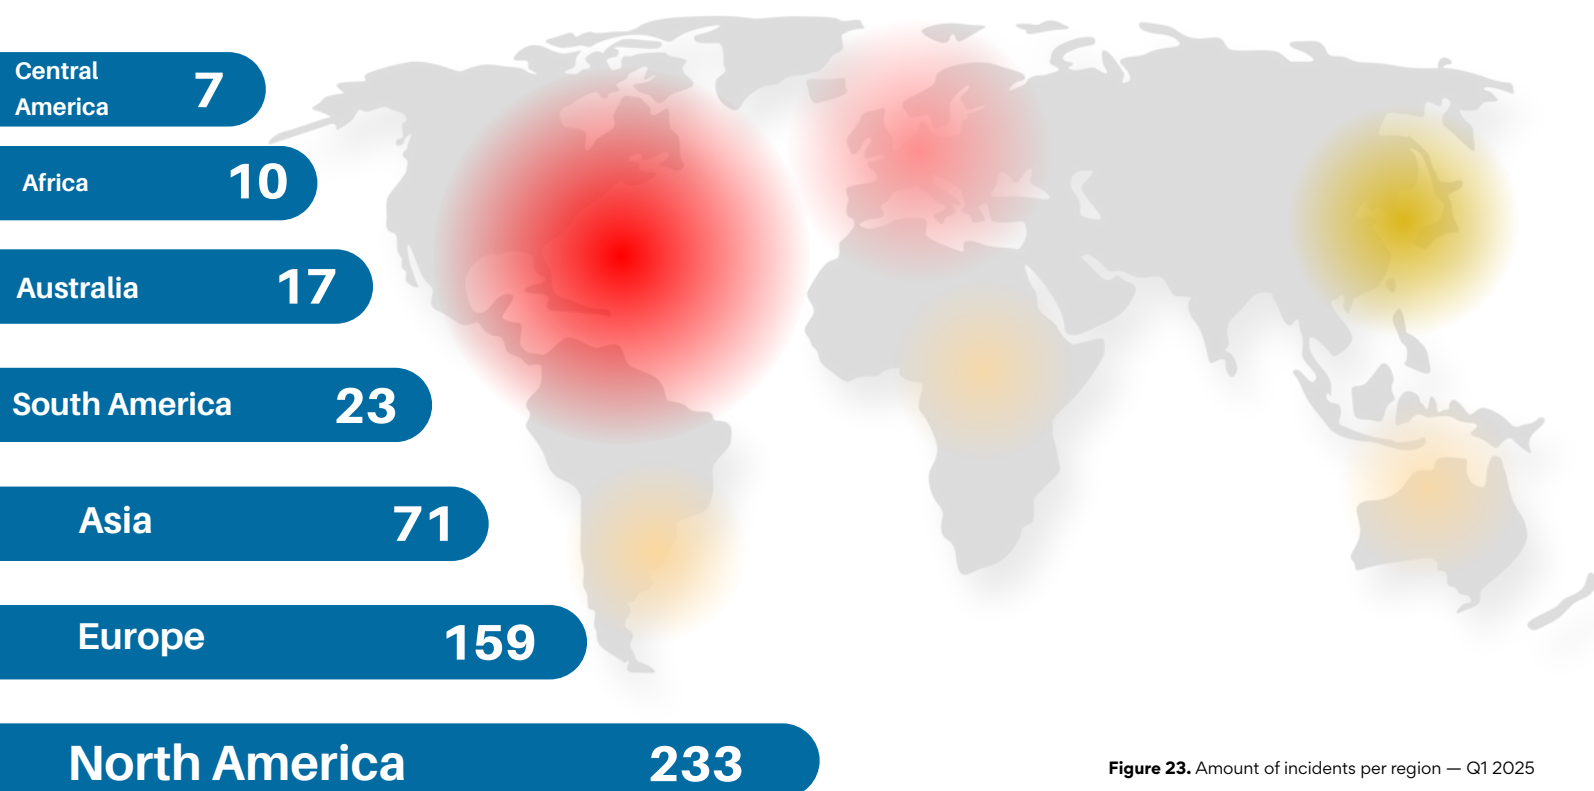 Central
America
7
Africa
10
Australia
17
South America
23
Asia
71
Europe
159
North America
233
Figure 23. Amount of incidents per region — Q1 2025